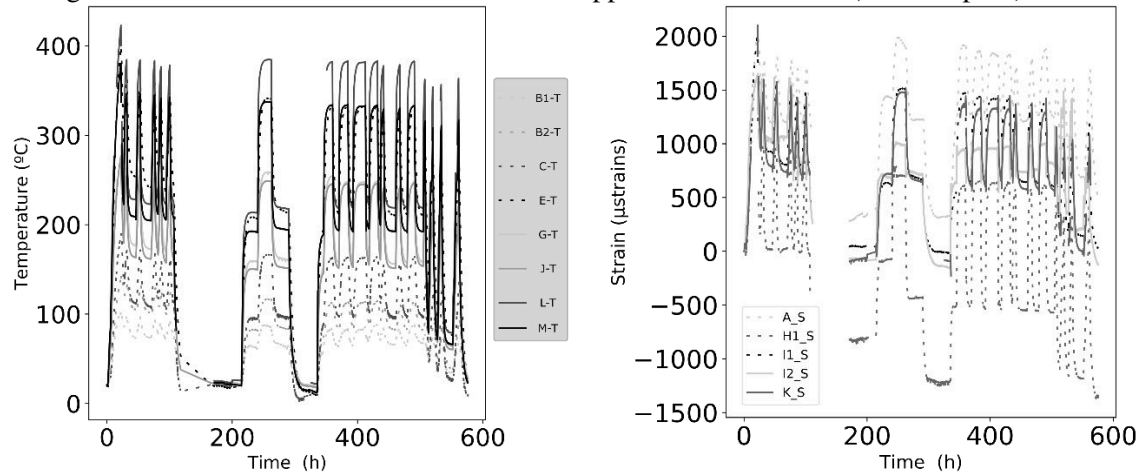 400
300
200
100
0
0
200
400
600
Temperature (ºC)
Time (h)
B1-T
B2-T
C-T
E-T
G-T
J-T
L-T
M-T
2000
1500
1000
500
0
−500
−1000
−1500
0
200
400
600
Strain (μstrains)
Time (h)
A_S
H1_S
I1_S
I2_S
K_S